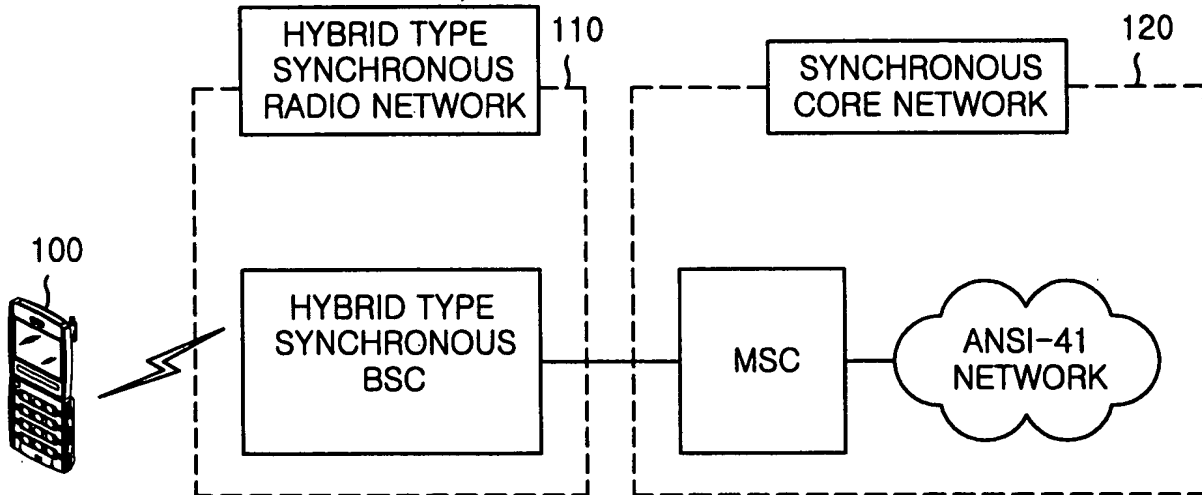 HYBRID TYPE
SYNCHRONOUS
RADIO NETWORK
110
SYNCHRONOUS
CORE NETWORK
120
100
HYBRID TYPE
SYNCHRONOUS
BSC
MSC
ANSI-41
NETWORK